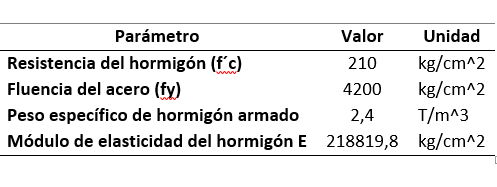 Parámetro Valor Unidad
Resistencia del hormigón (f´c) 210 kg/cm^2
Fluencia del acero (fy) 4200 kg/cm^2
Peso específico de hormigón armado 2,4 T/m^3
Módulo de elasticidad del hormigón E 218819,8 kg/cm^2